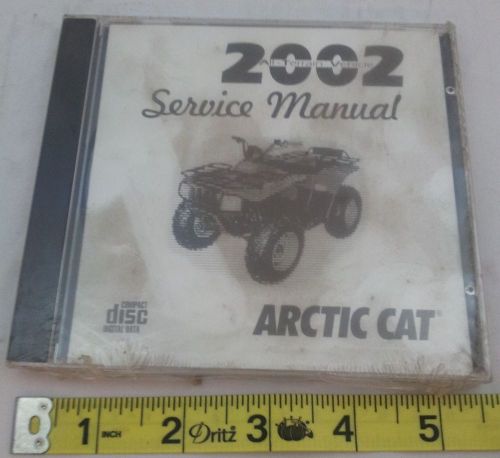 2002
All-Terrain Vehicle
Service Manual
COMPACT
disc
DIGITAL DATA
ARCTIC CAT®
1 INCH 2 Dritz 3 4 5